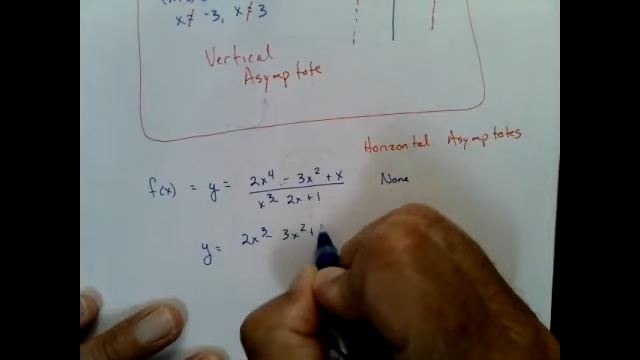 x ≠ -3, x ≠ 3
Vertical
Asymptote
Horizontal Asymptotes
f(x) = y = (2x⁴ - 3x² + x) / (x³ - 2x + 1) None
y = 2x³ - 3x² +